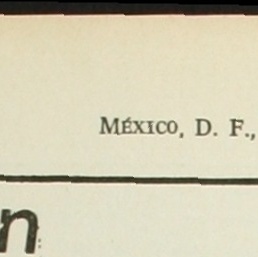 MÉXICO, D. F.,
n